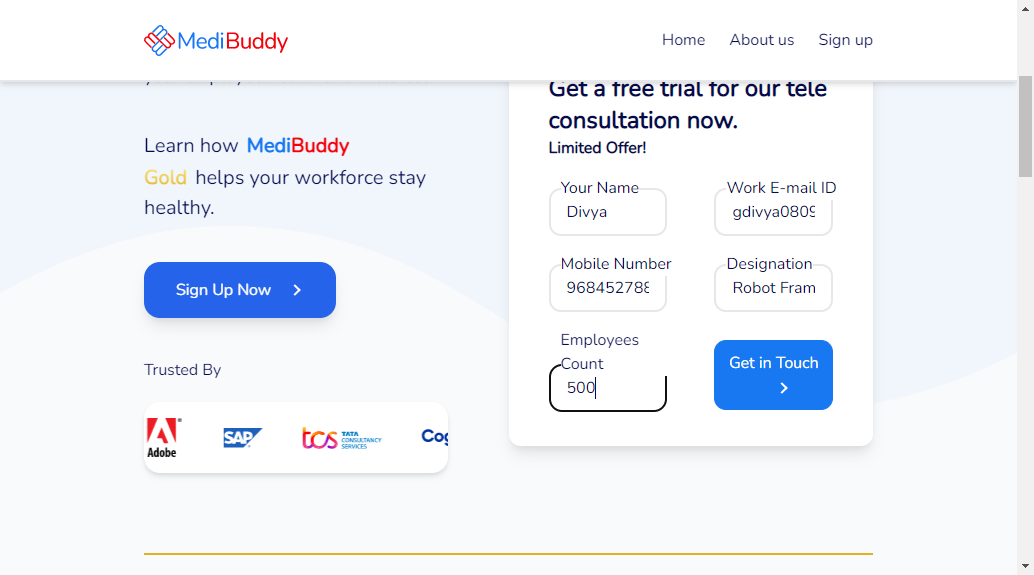 MediBuddy
Home
About us
Sign up
Learn how MediBuddy
Gold helps your workforce stay
healthy.
Sign Up Now
Trusted By
Adobe
SAP
tcs TATA
CONSULTANCY
SERVICES
Cog
Get a free trial for our tele
consultation now.
Limited Offer!
Your Name
Divya
Work E-mail ID
gdivya0809
Mobile Number
968452788
Designation
Robot Fram
Employees
Count
500
Get in Touch